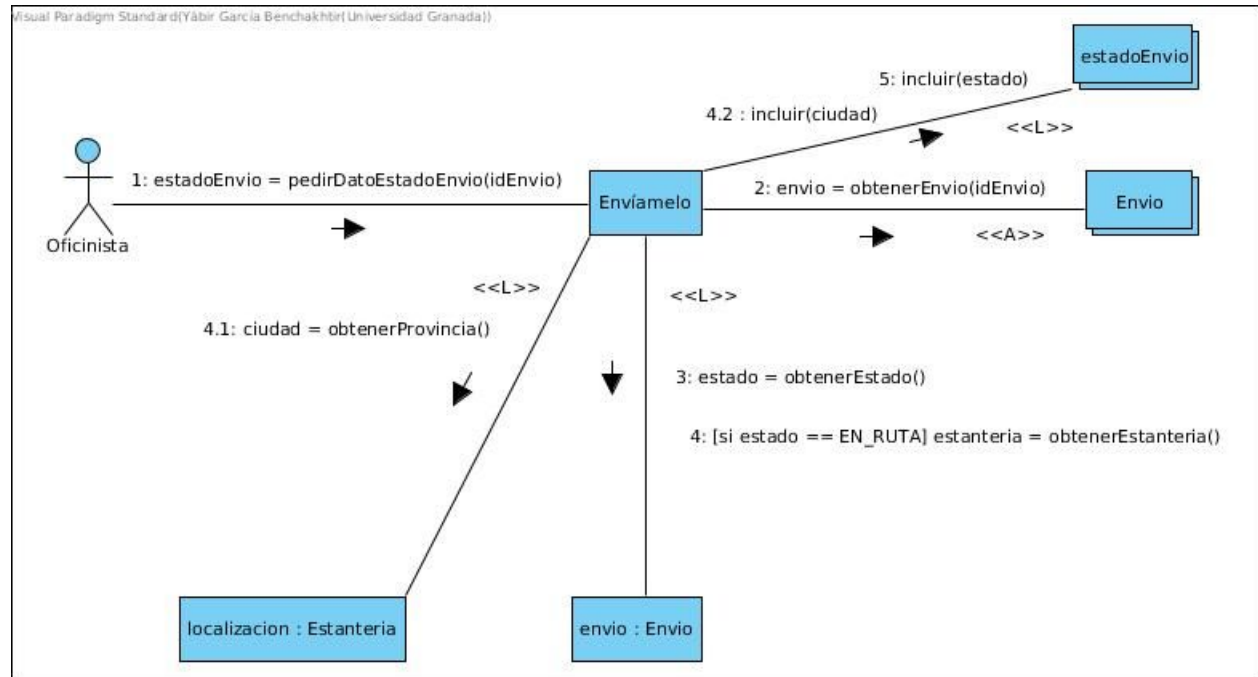 Visual Paradigm Standard(Yábir García Benchakhtir(Universidad Granada))
estadoEnvio
5: incluir(estado)
4.2 : incluir(ciudad)
<<L>>
1: estadoEnvio = pedirDatoEstadoEnvio(idEnvio)
Envíamelo
2: envio = obtenerEnvio(idEnvio)
Envio
<<A>>
Oficinista
<<L>>
<<L>>
4.1: ciudad = obtenerProvincia()
3: estado = obtenerEstado()
4: [si estado == EN_RUTA] estanteria = obtenerEstanteria()
localizacion : Estanteria
envio : Envio